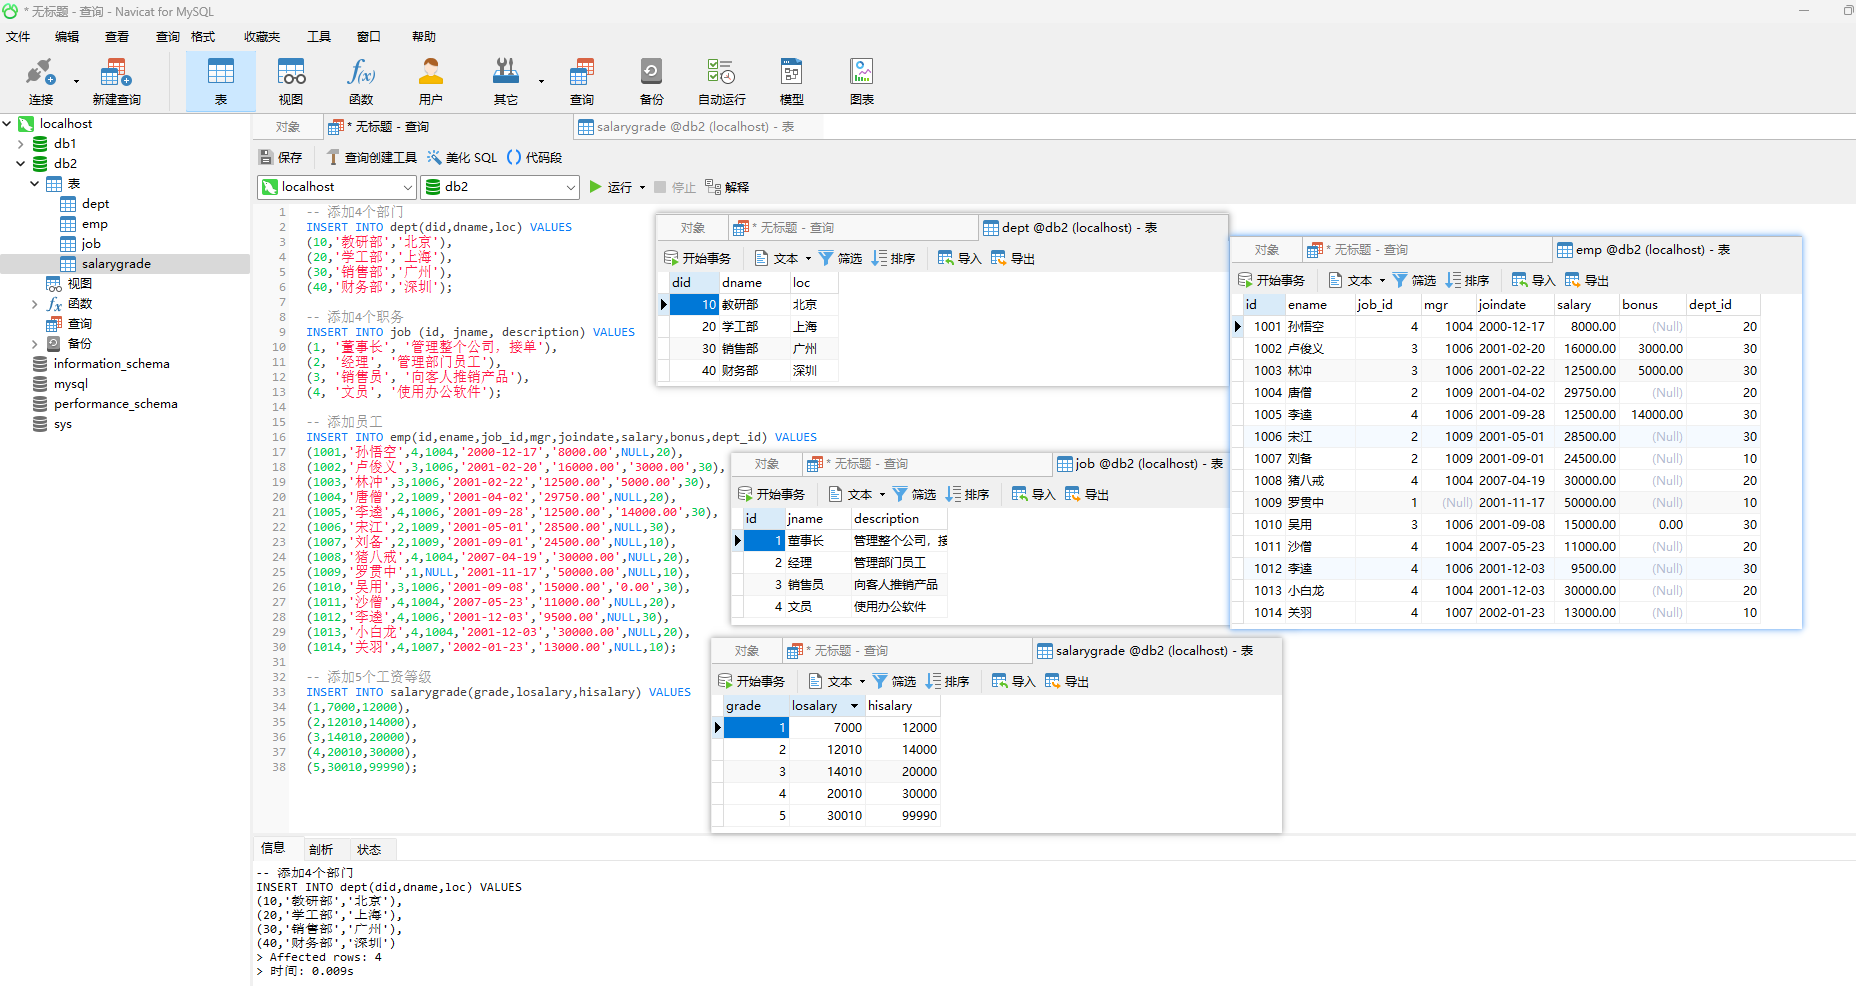 * 无标题 - 查询 - Navicat for MySQL
文件 编辑 查看 查询 格式 收藏夹 工具 窗口 帮助
连接 新建查询 表 视图 函数 用户 其它 查询 备份 自动运行 模型 图表
localhost
db1
db2
表
dept
emp
job
salarygrade
视图
函数
查询
备份
information_schema
mysql
performance_schema
sys
对象 * 无标题 - 查询 salarygrade @db2 (localhost) - 表
保存 查询创建工具 美化 SQL 代码段
localhost db2 运行 停止 解释
1 -- 添加4个部门
2 INSERT INTO dept(did,dname,loc) VALUES
3 (10,'教研部','北京'),
4 (20,'学工部','上海'),
5 (30,'销售部','广州'),
6 (40,'财务部','深圳');
7
8 -- 添加4个职务
9 INSERT INTO job (id, jname, description) VALUES
10 (1, '董事长', '管理整个公司，接单'),
11 (2, '经理', '管理部门员工'),
12 (3, '销售员', '向客人推销产品'),
13 (4, '文员', '使用办公软件');
14
15 -- 添加员工
16 INSERT INTO emp(id,ename,job_id,mgr,joindate,salary,bonus,dept_id) VALUES
17 (1001,'孙悟空',4,1004,'2000-12-17','8000.00',NULL,20),
18 (1002,'卢俊义',3,1006,'2001-02-20','16000.00','3000.00',30),
19 (1003,'林冲',3,1006,'2001-02-22','12500.00','5000.00',30),
20 (1004,'唐僧',2,1009,'2001-04-02','29750.00',NULL,20),
21 (1005,'李逵',4,1006,'2001-09-28','12500.00','14000.00',30),
22 (1006,'宋江',2,1009,'2001-05-01','28500.00',NULL,30),
23 (1007,'刘备',2,1009,'2001-09-01','24500.00',NULL,10),
24 (1008,'猪八戒',4,1004,'2007-04-19','30000.00',NULL,20),
25 (1009,'罗贯中',1,NULL,'2001-11-17','50000.00',NULL,10),
26 (1010,'吴用',3,1006,'2001-09-08','15000.00','0.00',30),
27 (1011,'沙僧',4,1004,'2007-05-23','11000.00',NULL,20),
28 (1012,'李逵',4,1006,'2001-12-03','9500.00',NULL,30),
29 (1013,'小白龙',4,1004,'2001-12-03','30000.00',NULL,20),
30 (1014,'关羽',4,1007,'2002-01-23','13000.00',NULL,10);
31
32 -- 添加5个工资等级
33 INSERT INTO salarygrade(grade,losalary,hisalary) VALUES
34 (1,7000,12000),
35 (2,12010,14000),
36 (3,14010,20000),
37 (4,20010,30000),
38 (5,30010,99990);
对象 * 无标题 - 查询 dept @db2 (localhost) - 表
开始事务 文本 筛选 排序 导入 导出
did dname loc
10 教研部 北京
20 学工部 上海
30 销售部 广州
40 财务部 深圳
对象 * 无标题 - 查询 emp @db2 (localhost) - 表
开始事务 文本 筛选 排序 导入 导出
id ename job_id mgr joindate salary bonus dept_id
1001 孙悟空 4 1004 2000-12-17 8000.00 (Null) 20
1002 卢俊义 3 1006 2001-02-20 16000.00 3000.00 30
1003 林冲 3 1006 2001-02-22 12500.00 5000.00 30
1004 唐僧 2 1009 2001-04-02 29750.00 (Null) 20
1005 李逵 4 1006 2001-09-28 12500.00 14000.00 30
1006 宋江 2 1009 2001-05-01 28500.00 (Null) 30
1007 刘备 2 1009 2001-09-01 24500.00 (Null) 10
1008 猪八戒 4 1004 2007-04-19 30000.00 (Null) 20
1009 罗贯中 1 (Null) 2001-11-17 50000.00 (Null) 10
1010 吴用 3 1006 2001-09-08 15000.00 0.00 30
1011 沙僧 4 1004 2007-05-23 11000.00 (Null) 20
1012 李逵 4 1006 2001-12-03 9500.00 (Null) 30
1013 小白龙 4 1004 2001-12-03 30000.00 (Null) 20
1014 关羽 4 1007 2002-01-23 13000.00 (Null) 10
对象 * 无标题 - 查询 job @db2 (localhost) - 表
开始事务 文本 筛选 排序 导入 导出
id jname description
1 董事长 管理整个公司，接
2 经理 管理部门员工
3 销售员 向客人推销产品
4 文员 使用办公软件
对象 * 无标题 - 查询 salarygrade @db2 (localhost) - 表
开始事务 文本 筛选 排序 导入 导出
grade losalary hisalary
1 7000 12000
2 12010 14000
3 14010 20000
4 20010 30000
5 30010 99990
信息 剖析 状态
-- 添加4个部门
INSERT INTO dept(did,dname,loc) VALUES
(10,'教研部','北京'),
(20,'学工部','上海'),
(30,'销售部','广州'),
(40,'财务部','深圳')
> Affected rows: 4
> 时间: 0.009s